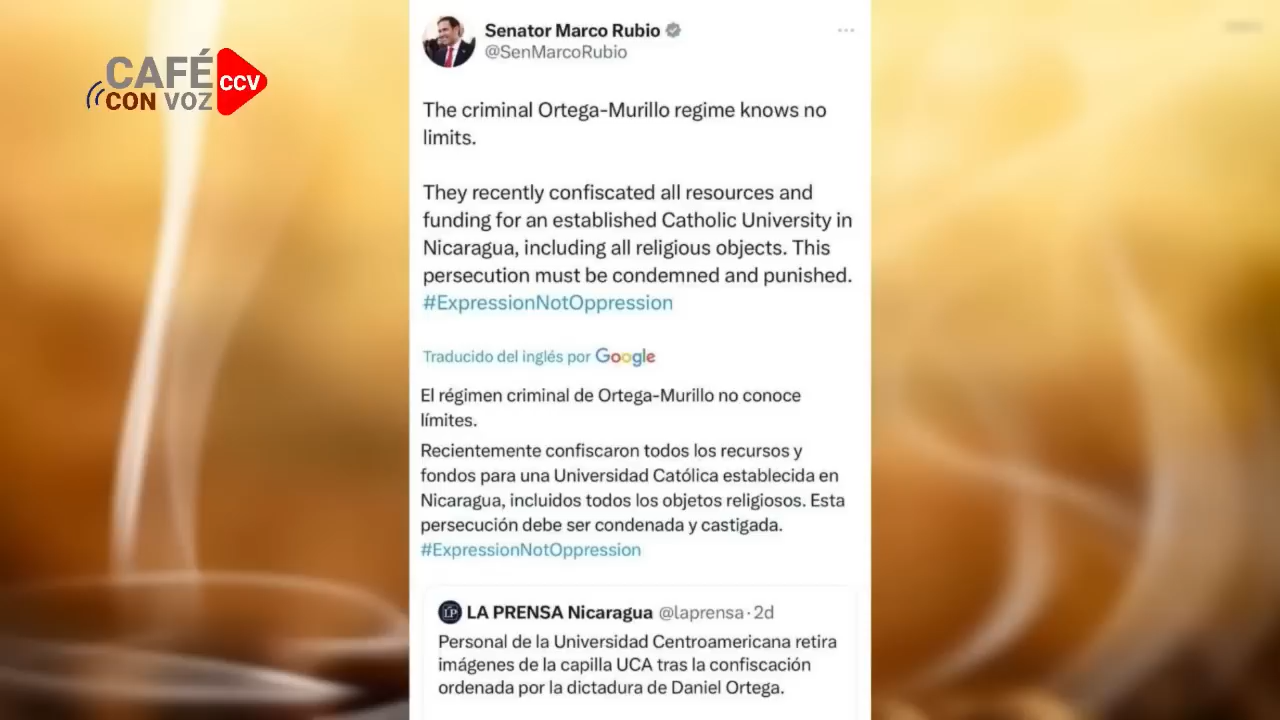 CAFÉ
CON VOZ
CCV
Senator Marco Rubio
@SenMarcoRubio
The criminal Ortega-Murillo regime knows no
limits.
They recently confiscated all resources and
funding for an established Catholic University in
Nicaragua, including all religious objects. This
persecution must be condemned and punished.
#ExpressionNotOppression
Traducido del inglés por Google
El régimen criminal de Ortega-Murillo no conoce
límites.
Recientemente confiscaron todos los recursos y
fondos para una Universidad Católica establecida en
Nicaragua, incluidos todos los objetos religiosos. Esta
persecución debe ser condenada y castigada.
#ExpressionNotOppression
LP LA PRENSA Nicaragua @laprensa · 2d
Personal de la Universidad Centroamericana retira
imágenes de la capilla UCA tras la confiscación
ordenada por la dictadura de Daniel Ortega.